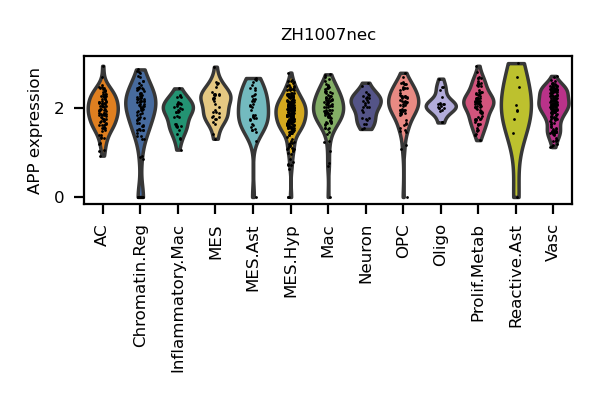 ZH1007nec
APP expression
2
0
AC
Chromatin.Reg
Inflammatory.Mac
MES
MES.Ast
MES.Hyp
Mac
Neuron
OPC
Oligo
Prolif.Metab
Reactive.Ast
Vasc